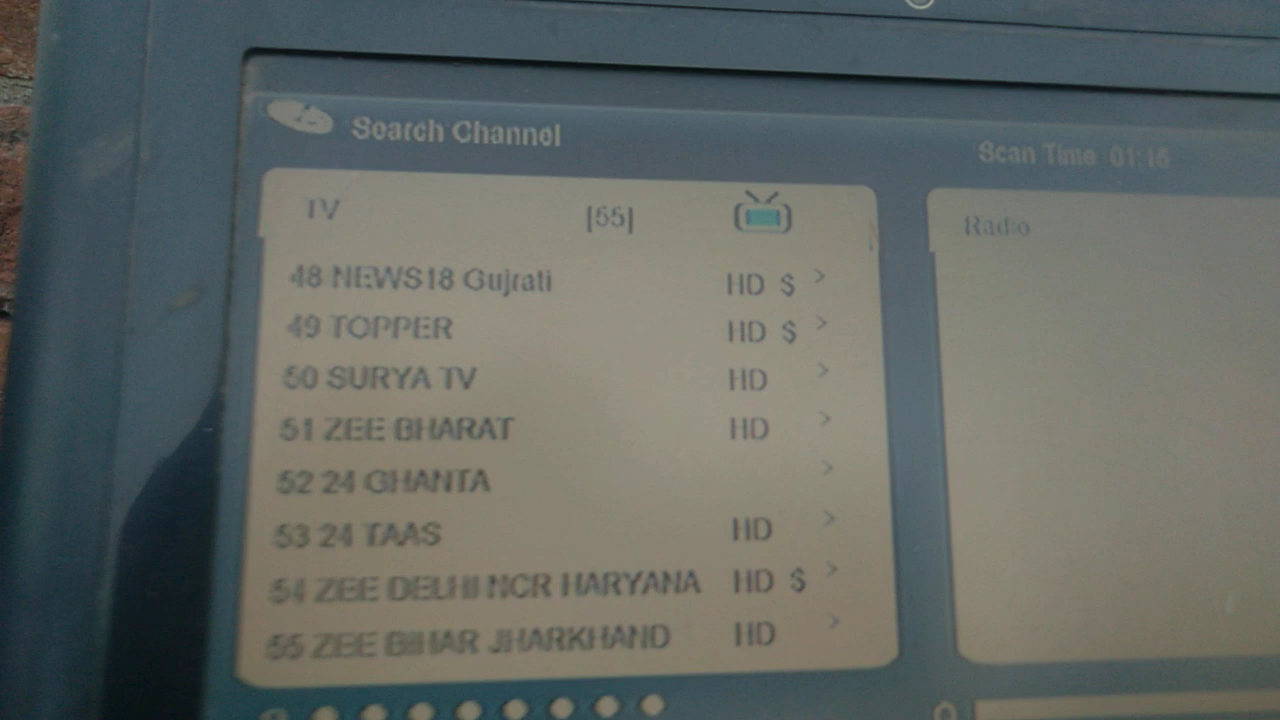 Search Channel
Scan Time 01:15
TV [55]
48 NEWS18 Gujrati HD $ >
49 TOPPER HD $ >
50 SURYA TV HD >
51 ZEE BHARAT HD >
52 24 GHANTA >
53 24 TAAS HD >
54 ZEE DELHI NCR HARYANA HD $ >
55 ZEE BIHAR JHARKHAND HD >
Radio